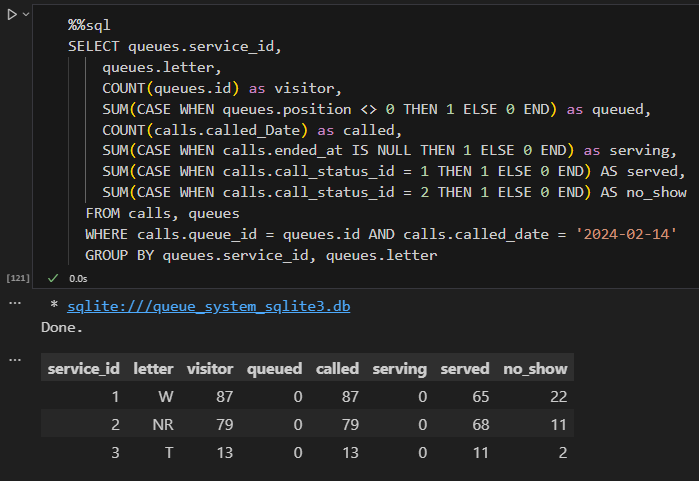 %%sql
SELECT queues.service_id,
queues.letter,
COUNT(queues.id) as visitor,
SUM(CASE WHEN queues.position <> 0 THEN 1 ELSE 0 END) as queued,
COUNT(calls.called_Date) as called,
SUM(CASE WHEN calls.ended_at IS NULL THEN 1 ELSE 0 END) as serving,
SUM(CASE WHEN calls.call_status_id = 1 THEN 1 ELSE 0 END) AS served,
SUM(CASE WHEN calls.call_status_id = 2 THEN 1 ELSE 0 END) AS no_show
FROM calls, queues
WHERE calls.queue_id = queues.id AND calls.called_date = '2024-02-14'
GROUP BY queues.service_id, queues.letter
[121] ✓ 0.0s
... * sqlite:///queue_system_sqlite3.db
Done.
...
service_id letter visitor queued called serving served no_show
1 W 87 0 87 0 65 22
2 NR 79 0 79 0 68 11
3 T 13 0 13 0 11 2